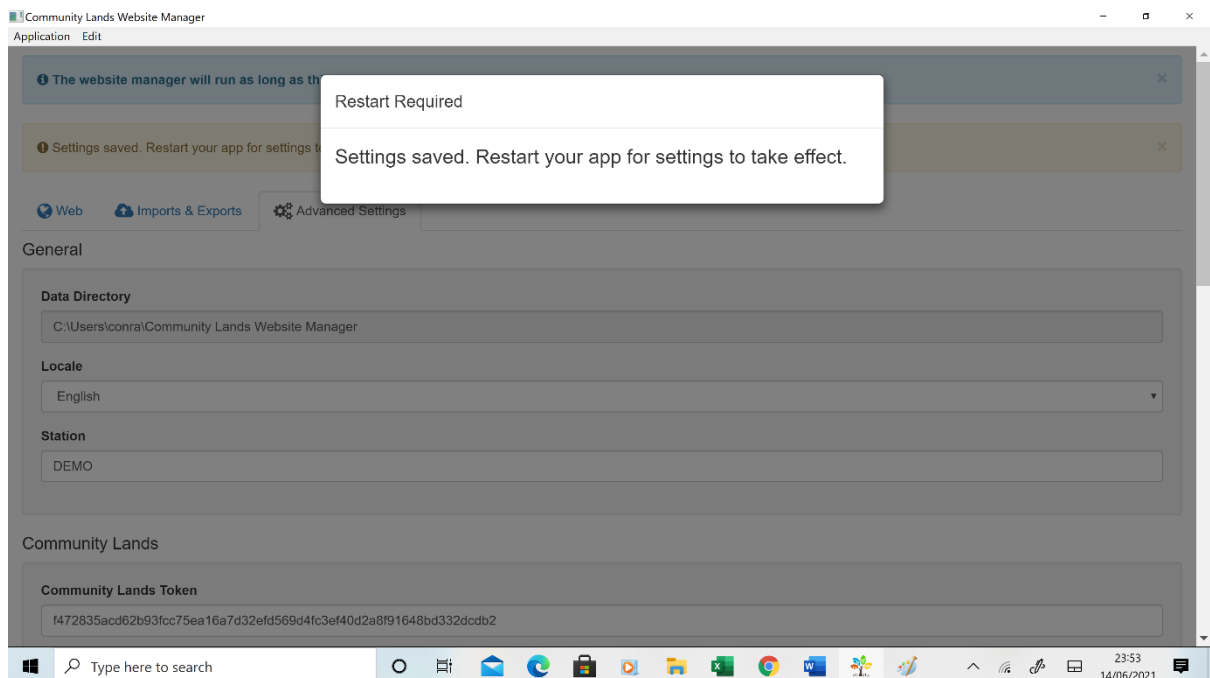 Community Lands Website Manager
Application Edit
The website manager will run as long as th
Restart Required
Settings saved. Restart your app for settings to take effect.
Settings saved. Restart your app for settings t
Web Imports & Exports Advanced Settings
General
Data Directory
C:\Users\conra\Community Lands Website Manager
Locale
English
Station
DEMO
Community Lands
Community Lands Token
f472835acd62b93fcc75ea16a7d32efd569d4fc3ef40d2a8f91648bd332dcdb2
Type here to search
23:53
14/06/2021